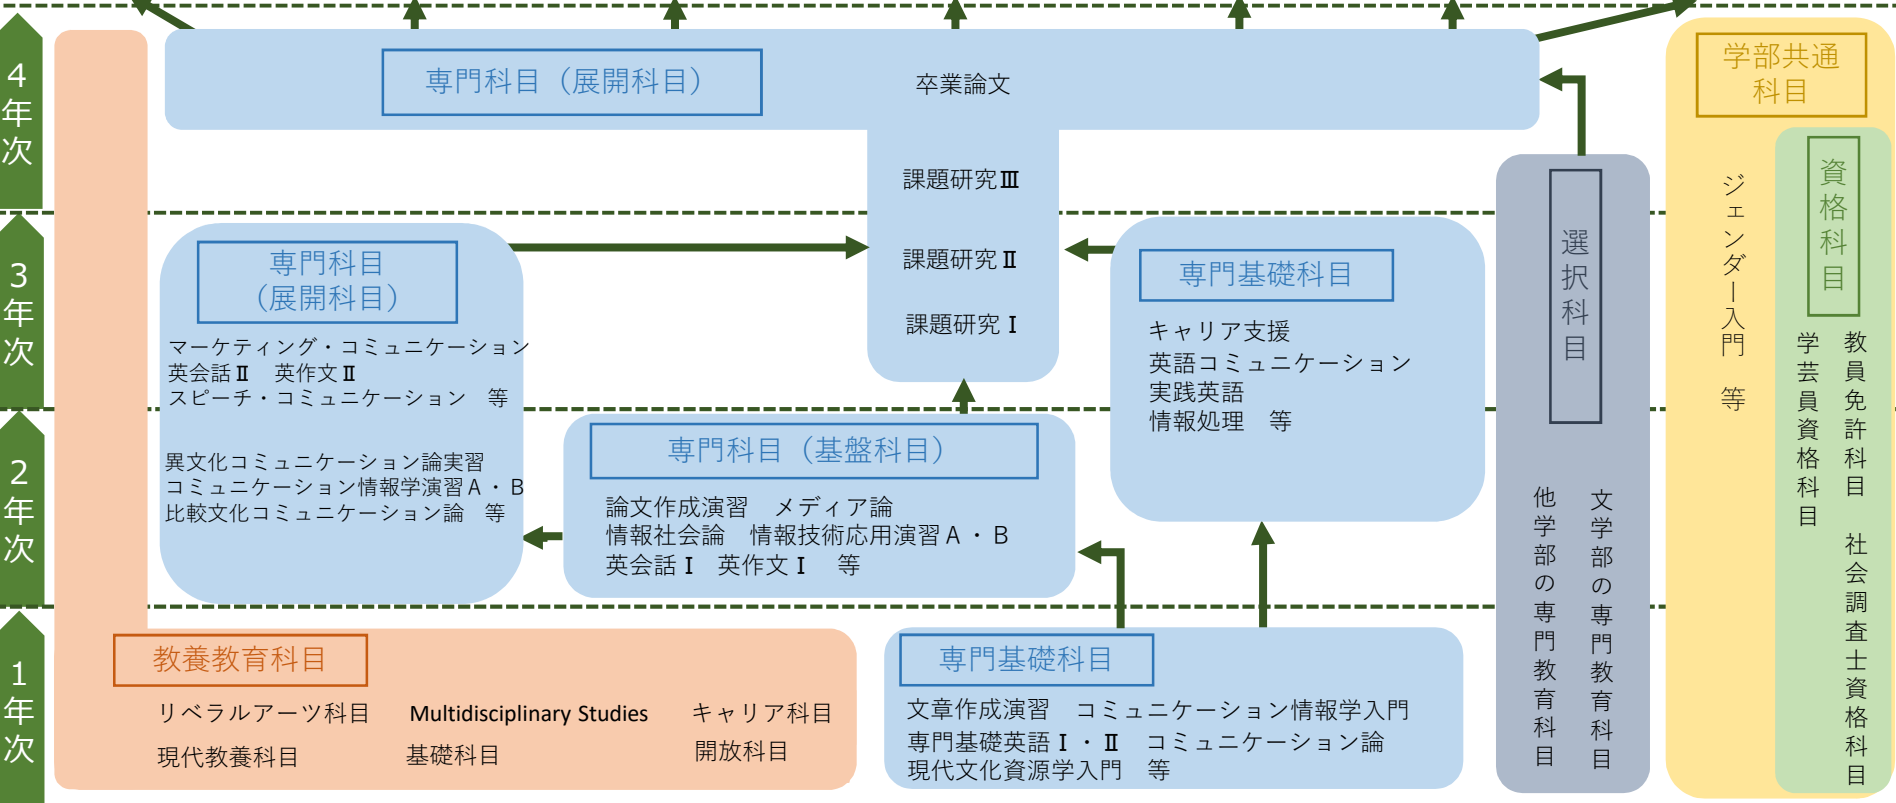 4年次
専門科目（展開科目）
卒業論文
課題研究Ⅲ
3年次
専門科目
（展開科目）
マーケティング・コミュニケーション
英会話Ⅱ　英作文Ⅱ
スピーチ・コミュニケーション　等
異文化コミュニケーション論実習
コミュニケーション情報学演習A・B
比較文化コミュニケーション論　等
課題研究Ⅱ
課題研究Ⅰ
専門基礎科目
キャリア支援
英語コミュニケーション
実践英語
情報処理　等
2年次
専門科目（基盤科目）
論文作成演習　メディア論
情報社会論　情報技術応用演習A・B
英会話Ⅰ　英作文Ⅰ　等
1年次
教養教育科目
リベラルアーツ科目　Multidisciplinary Studies　キャリア科目
現代教養科目　基礎科目　開放科目
専門基礎科目
文章作成演習　コミュニケーション情報学入門
専門基礎英語Ⅰ・Ⅱ　コミュニケーション論
現代文化資源学入門　等
選択科目
文学部の専門教育科目
他学部の専門教育科目
学部共通
科目
ジェンダー入門　等
資格科目
教員免許科目　社会調査士資格科目
学芸員資格科目